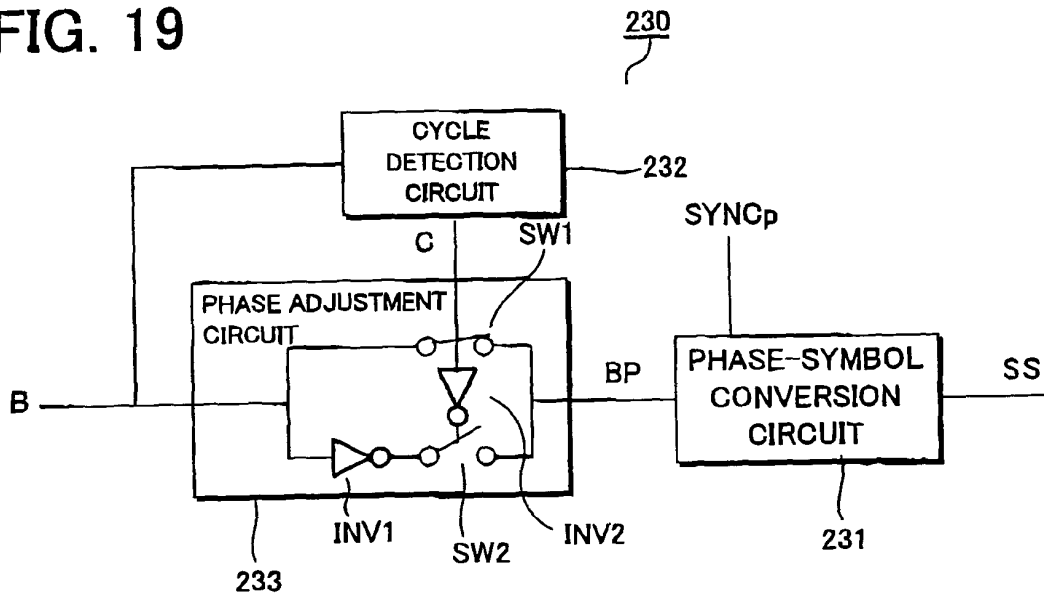 FIG. 19
230
CYCLE
DETECTION
CIRCUIT
232
C
SW1
SYNCp
PHASE ADJUSTMENT
CIRCUIT
B
BP
PHASE-SYMBOL
CONVERSION
CIRCUIT
SS
INV1
SW2
INV2
231
233